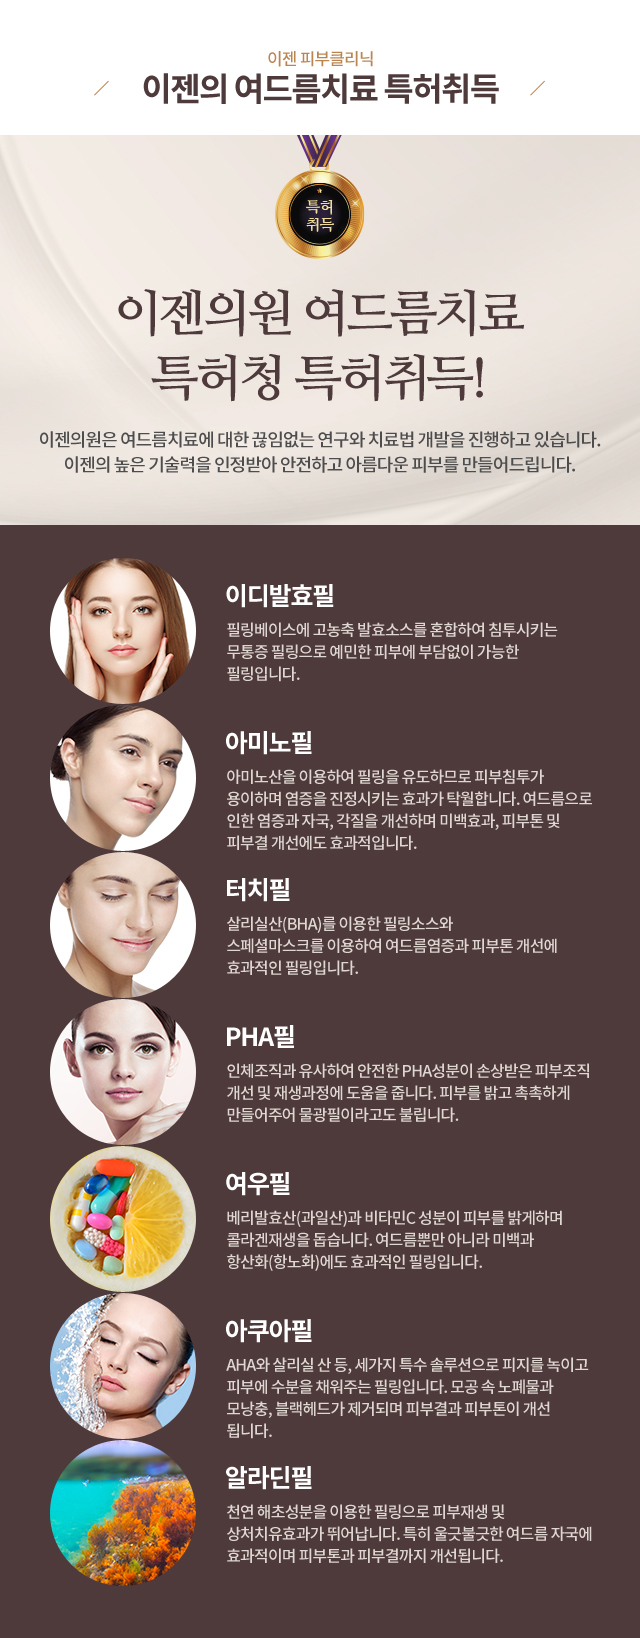 이젠 피부클리닉
이젠의 여드름치료 특허취득
특허
취득
이젠의원 여드름치료
특허청 특허취득!
이젠의원은 여드름치료에 대한 끊임없는 연구와 치료법 개발을 진행하고 있습니다.
이젠의 높은 기술력을 인정받아 안전하고 아름다운 피부를 만들어드립니다.
이디발효필
필링베이스에 고농축 발효소스를 혼합하여 침투시키는
무통증 필링으로 예민한 피부에 부담없이 가능한
필링입니다.
아미노필
아미노산을 이용하여 필링을 유도하므로 피부침투가
용이하며 염증을 진정시키는 효과가 탁월합니다. 여드름으로
인한 염증과 자국, 각질을 개선하며 미백효과, 피부톤 및
피부결 개선에도 효과적입니다.
터치필
살리실산(BHA)를 이용한 필링소스와
스페셜마스크를 이용하여 여드름염증과 피부톤 개선에
효과적인 필링입니다.
PHA필
인체조직과 유사하여 안전한 PHA성분이 손상받은 피부조직
개선 및 재생과정에 도움을 줍니다. 피부를 밝고 촉촉하게
만들어주어 물광필이라고도 불립니다.
여우필
베리발효산(과일산)과 비타민C 성분이 피부를 밝게하며
콜라겐재생을 돕습니다. 여드름뿐만 아니라 미백과
항산화(항노화)에도 효과적인 필링입니다.
아쿠아필
AHA와 살리실 산 등, 세가지 특수 솔루션으로 피지를 녹이고
피부에 수분을 채워주는 필링입니다. 모공 속 노폐물과
모낭충, 블랙헤드가 제거되며 피부결과 피부톤이 개선
됩니다.
알라딘필
천연 해초성분을 이용한 필링으로 피부재생 및
상처치유효과가 뛰어납니다. 특히 울긋불긋한 여드름 자국에
효과적이며 피부톤과 피부결까지 개선됩니다.